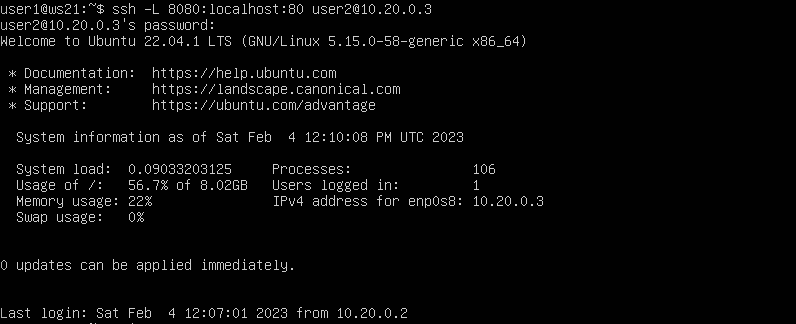 user1@ws21:~$ ssh -L 8080:localhost:80 user2@10.20.0.3
user2@10.20.0.3's password:
Welcome to Ubuntu 22.04.1 LTS (GNU/Linux 5.15.0-58-generic x86_64)
* Documentation:  https://help.ubuntu.com
* Management:     https://landscape.canonical.com
* Support:        https://ubuntu.com/advantage
System information as of Sat Feb  4 12:10:08 PM UTC 2023
System load:  0.09033203125     Processes:               106
Usage of /:   56.7% of 8.02GB   Users logged in:         1
Memory usage: 22%               IPv4 address for enp0s8: 10.20.0.3
Swap usage:   0%
0 updates can be applied immediately.
Last login: Sat Feb  4 12:07:01 2023 from 10.20.0.2